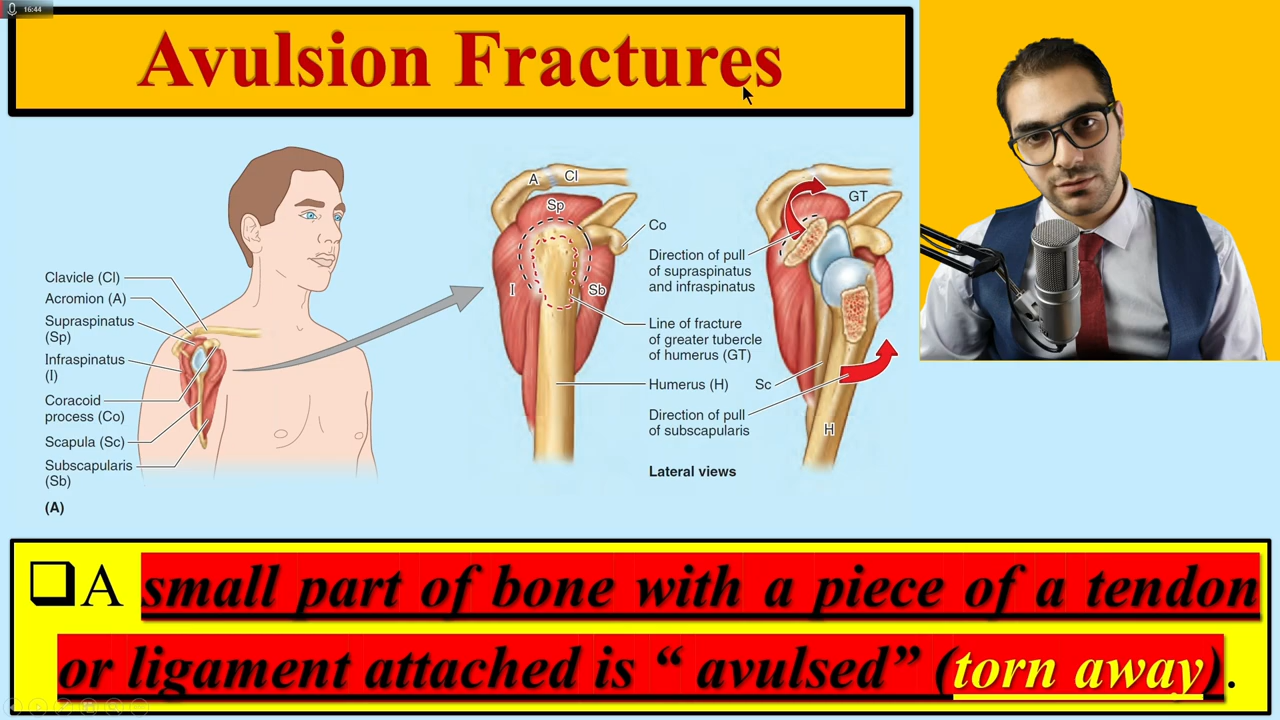 16:44
Avulsion Fractures
Clavicle (Cl)
Acromion (A)
Supraspinatus
(Sp)
Infraspinatus
(I)
Coracoid
process (Co)
Scapula (Sc)
Subscapularis
(Sb)
(A)
A
Cl
Sp
I
Sb
Co
Direction of pull
of supraspinatus
and infraspinatus
Line of fracture
of greater tubercle
of humerus (GT)
Humerus (H)
Sc
Direction of pull
of subscapularis
Lateral views
GT
H
A small part of bone with a piece of a tendon
or ligament attached is “ avulsed” (torn away).